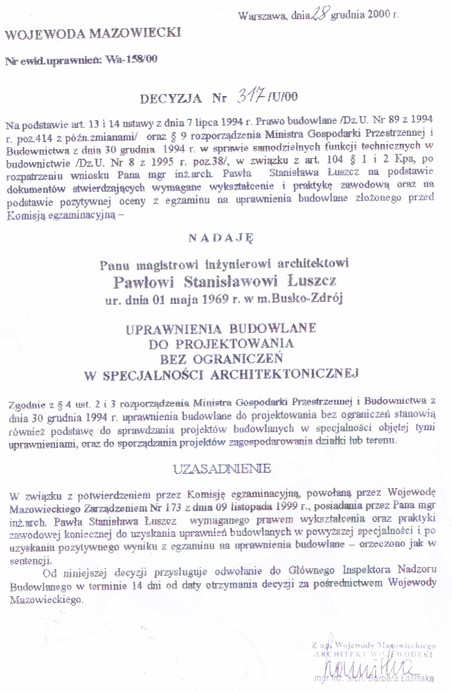 Warszawa, dnia 28 grudnia 2000 r.
WOJEWODA MAZOWIECKI
Nr ewid.uprawnień: Wa-158/00
DECYZJA Nr 317/U/00
Na podstawie art. 13 i 14 ustawy z dnia 7 lipca 1994 r. Prawo budowlane /Dz.U. Nr 89 z 1994
r. poz.414 z późn.zmianami/ oraz § 9 rozporządzenia Ministra Gospodarki Przestrzennej i
Budownictwa z dnia 30 grudnia 1994 r. w sprawie samodzielnych funkcji technicznych w
budownictwie /Dz.U. Nr 8 z 1995 r. poz.38/, w związku z art. 104 § 1 i 2 Kpa, po
rozpatrzeniu wniosku Pana mgr inż.arch. Pawła Stanisława Łuszcz na podstawie
dokumentów stwierdzających wymagane wykształcenie i praktykę zawodową oraz na
podstawie pozytywnej oceny z egzaminu na uprawnienia budowlane złożonego przed
Komisją egzaminacyjną –
N A D A J Ę
Panu magistrowi inżynierowi architektowi
Pawłowi Stanisławowi Łuszcz
ur. dnia 01 maja 1969 r. w m.Busko-Zdrój
UPRAWNIENIA BUDOWLANE
DO PROJEKTOWANIA
BEZ OGRANICZEŃ
W SPECJALNOŚCI ARCHITEKTONICZNEJ
Zgodnie z § 4 ust. 2 i 3 rozporządzenia Ministra Gospodarki Przestrzennej i Budownictwa z
dnia 30 grudnia 1994 r. uprawnienia budowlane do projektowania bez ograniczeń stanowią
również podstawę do sprawdzania projektów budowlanych w specjalności objętej tymi
uprawnieniami, oraz do sporządzania projektów zagospodarowania działki lub terenu.
UZASADNIENIE
W związku z potwierdzeniem przez Komisję egzaminacyjną, powołaną przez Wojewodę
Mazowieckiego Zarządzeniem Nr 173 z dnia 09 listopada 1999 r., posiadania przez Pana mgr
inż.arch. Pawła Stanisława Łuszcz wymaganego prawem wykształcenia oraz praktyki
zawodowej koniecznej do uzyskania uprawnień budowlanych w powyższej specjalności i po
uzyskaniu pozytywnego wyniku z egzaminu na uprawnienia budowlane – orzeczono jak w
sentencji.
Od niniejszej decyzji przysługuje odwołanie do Głównego Inspektora Nadzoru
Budowlanego w terminie 14 dni od daty otrzymania decyzji za pośrednictwem Wojewody
Mazowieckiego.
Z up. Wojewody Mazowieckiego
ARCHITEKT WOJEWÓDZKI
mgr inż. arch. Barbara Łasińska